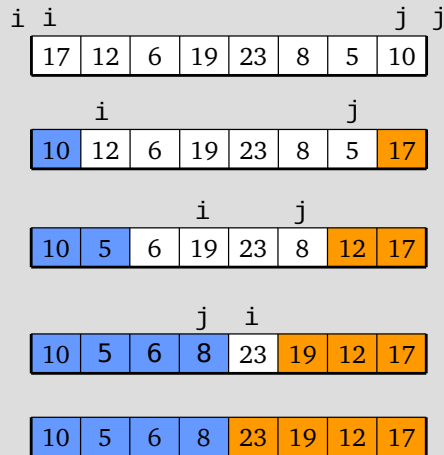 i i j j
17 12 6 19 23 8 5 10
i j
10 12 6 19 23 8 5 17
i j
10 5 6 19 23 8 12 17
j i
10 5 6 8 23 19 12 17
10 5 6 8 23 19 12 17